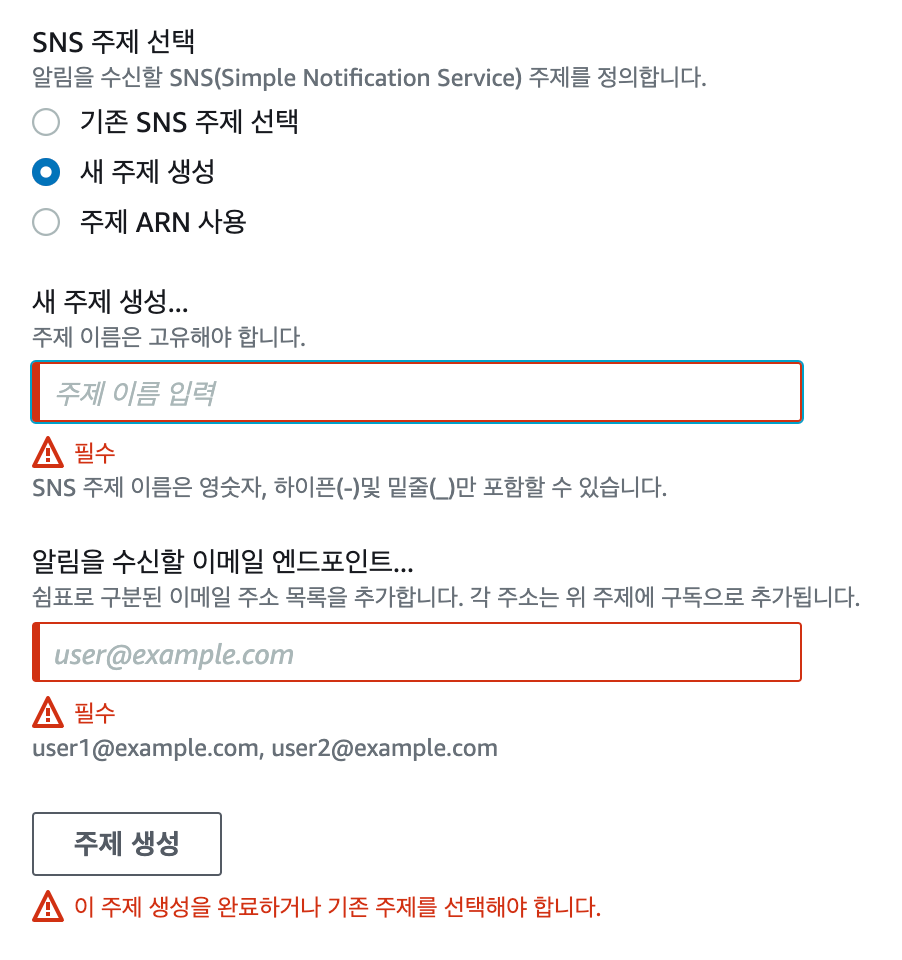 SNS 주제 선택
알림을 수신할 SNS(Simple Notification Service) 주제를 정의합니다.
기존 SNS 주제 선택
새 주제 생성
주제 ARN 사용
새 주제 생성...
주제 이름은 고유해야 합니다.
주제 이름 입력
필수
SNS 주제 이름은 영숫자, 하이픈(-)및 밑줄(_)만 포함할 수 있습니다.
알림을 수신할 이메일 엔드포인트...
쉼표로 구분된 이메일 주소 목록을 추가합니다. 각 주소는 위 주제에 구독으로 추가됩니다.
user@example.com
필수
user1@example.com, user2@example.com
주제 생성
이 주제 생성을 완료하거나 기존 주제를 선택해야 합니다.